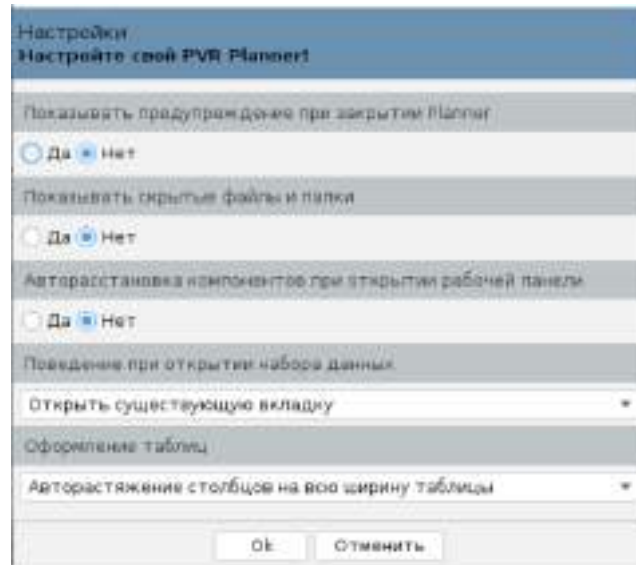 Настройки
Настройте свой PVR Planner!
Показывать предупреждение при закрытии Planner
Да Нет
Показывать скрытые файлы и папки
Да Нет
Авторасстановка компонентов при открытии рабочей панели
Да Нет
Поведение при открытии набора данных
Открыть существующую вкладку
Оформление таблиц
Авторастяжение столбцов на всю ширину таблицы
Ok Отменить